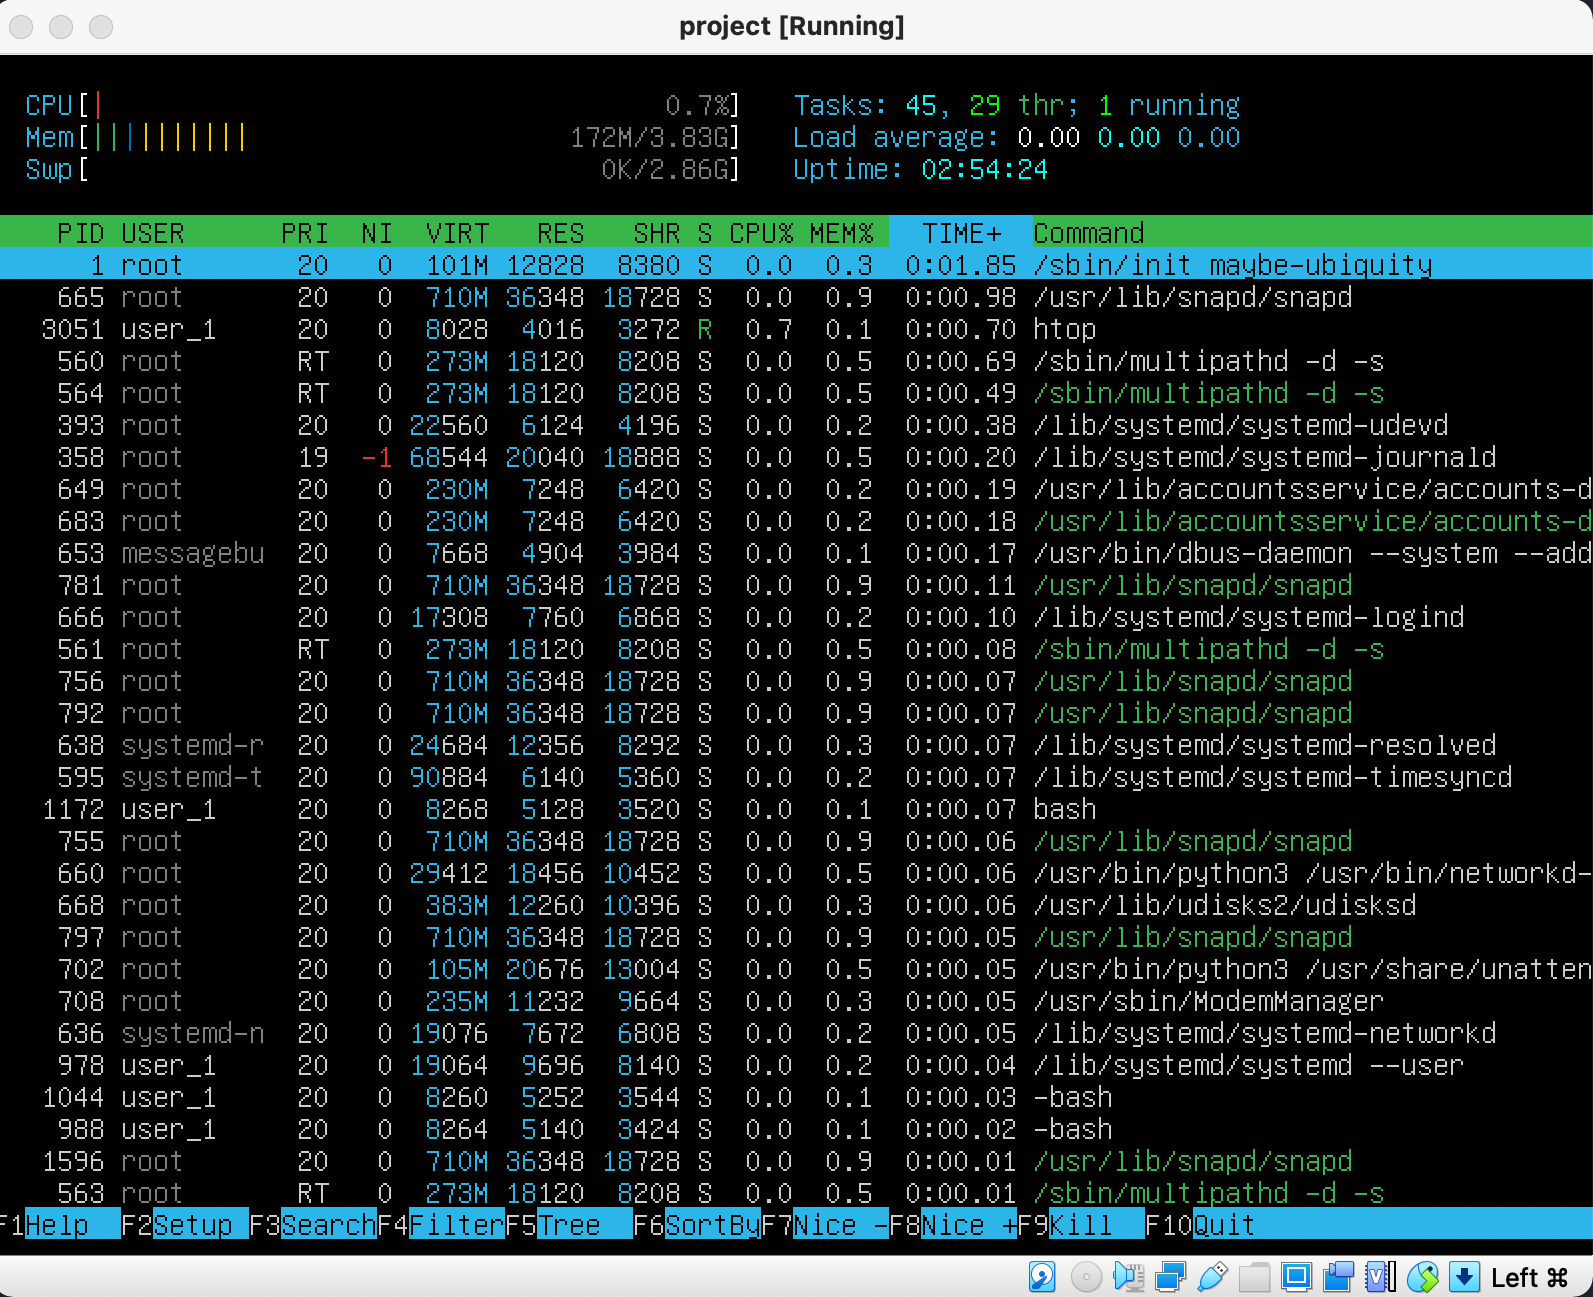 project [Running]
CPU[| 0.7%] Tasks: 45, 29 thr; 1 running
Mem[|||||||||| 172M/3.83G] Load average: 0.00 0.00 0.00
Swp[ 0K/2.86G] Uptime: 02:54:24
PID USER PRI NI VIRT RES SHR S CPU% MEM% TIME+ Command
1 root 20 0 101M 12828 8380 S 0.0 0.3 0:01.85 /sbin/init maybe-ubiquity
665 root 20 0 710M 36348 18728 S 0.0 0.9 0:00.98 /usr/lib/snapd/snapd
3051 user_1 20 0 8028 4016 3272 R 0.7 0.1 0:00.70 htop
560 root RT 0 273M 18120 8208 S 0.0 0.5 0:00.69 /sbin/multipathd -d -s
564 root RT 0 273M 18120 8208 S 0.0 0.5 0:00.49 /sbin/multipathd -d -s
393 root 20 0 22560 6124 4196 S 0.0 0.2 0:00.38 /lib/systemd/systemd-udevd
358 root 19 -1 68544 20040 18888 S 0.0 0.5 0:00.20 /lib/systemd/systemd-journald
649 root 20 0 230M 7248 6420 S 0.0 0.2 0:00.19 /usr/lib/accountsservice/accounts-d
683 root 20 0 230M 7248 6420 S 0.0 0.2 0:00.18 /usr/lib/accountsservice/accounts-d
653 messagebu 20 0 7668 4904 3984 S 0.0 0.1 0:00.17 /usr/bin/dbus-daemon --system --add
781 root 20 0 710M 36348 18728 S 0.0 0.9 0:00.11 /usr/lib/snapd/snapd
666 root 20 0 17308 7760 6868 S 0.0 0.2 0:00.10 /lib/systemd/systemd-logind
561 root RT 0 273M 18120 8208 S 0.0 0.5 0:00.08 /sbin/multipathd -d -s
756 root 20 0 710M 36348 18728 S 0.0 0.9 0:00.07 /usr/lib/snapd/snapd
792 root 20 0 710M 36348 18728 S 0.0 0.9 0:00.07 /usr/lib/snapd/snapd
638 systemd-r 20 0 24684 12356 8292 S 0.0 0.3 0:00.07 /lib/systemd/systemd-resolved
595 systemd-t 20 0 90884 6140 5360 S 0.0 0.2 0:00.07 /lib/systemd/systemd-timesyncd
1172 user_1 20 0 8268 5128 3520 S 0.0 0.1 0:00.07 bash
755 root 20 0 710M 36348 18728 S 0.0 0.9 0:00.06 /usr/lib/snapd/snapd
660 root 20 0 29412 18456 10452 S 0.0 0.5 0:00.06 /usr/bin/python3 /usr/bin/networkd-
668 root 20 0 383M 12260 10396 S 0.0 0.3 0:00.06 /usr/lib/udisks2/udisksd
797 root 20 0 710M 36348 18728 S 0.0 0.9 0:00.05 /usr/lib/snapd/snapd
702 root 20 0 105M 20676 13004 S 0.0 0.5 0:00.05 /usr/bin/python3 /usr/share/unatten
708 root 20 0 235M 11232 9664 S 0.0 0.3 0:00.05 /usr/sbin/ModemManager
636 systemd-n 20 0 19076 7672 6808 S 0.0 0.2 0:00.05 /lib/systemd/systemd-networkd
978 user_1 20 0 19064 9696 8140 S 0.0 0.2 0:00.04 /lib/systemd/systemd --user
1044 user_1 20 0 8260 5252 3544 S 0.0 0.1 0:00.03 -bash
988 user_1 20 0 8264 5140 3424 S 0.0 0.1 0:00.02 -bash
1596 root 20 0 710M 36348 18728 S 0.0 0.9 0:00.01 /usr/lib/snapd/snapd
563 root RT 0 273M 18120 8208 S 0.0 0.5 0:00.01 /sbin/multipathd -d -s
F1Help F2Setup F3SearchF4FilterF5Tree F6SortByF7Nice -F8Nice +F9Kill F10Quit
Left ⌘